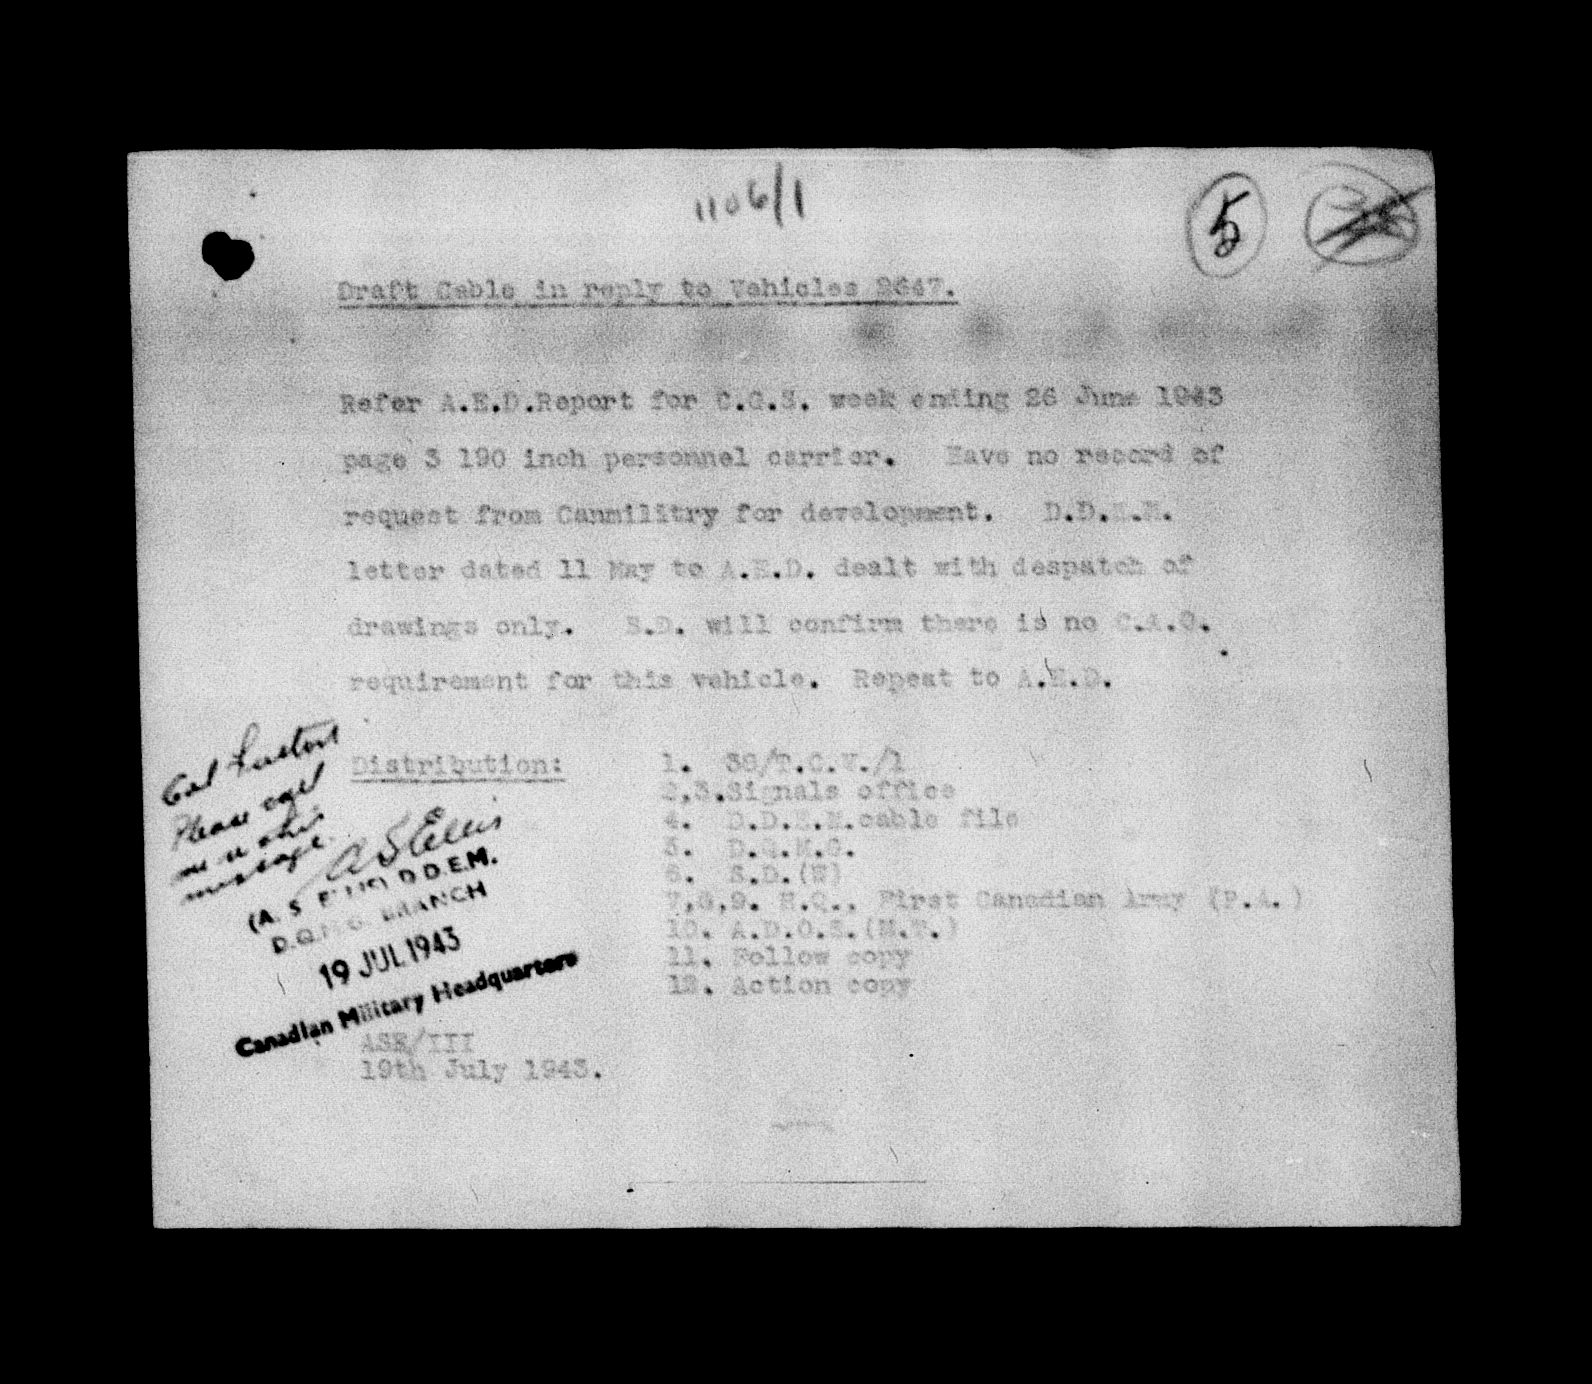 1106/1
5
Draft Cable in reply to Vehicles 2647.
Refer A.E.D.Report for C.G.S. week ending 26 June 1943
page 3 190 inch personnel carrier. Have no record of
request from Canmilitry for development. D.D.E.M.
letter dated 11 May to A.E.D. dealt with despatch of
drawings only. S.D. will confirm there is no C.A.O.
requirement for this vehicle. Repeat to A.E.D.
Please
message.
A S Ellis
(A. S. ELLIS) D.D.E.M.
D.Q.M.G. BRANCH
19 JUL 1943
Canadian Military Headquarters
Distribution:
1. 38/T.C.V./1
2,3.Signals office
4. D.D.E.M.cable file
5. D.Q.M.G.
6. S.D.(W)
7,8,9. H.Q., First Canadian Army (P.A.)
10. A.D.O.S.(M.T.)
11. Follow copy
12. Action copy
ASE/III
19th July 1943.